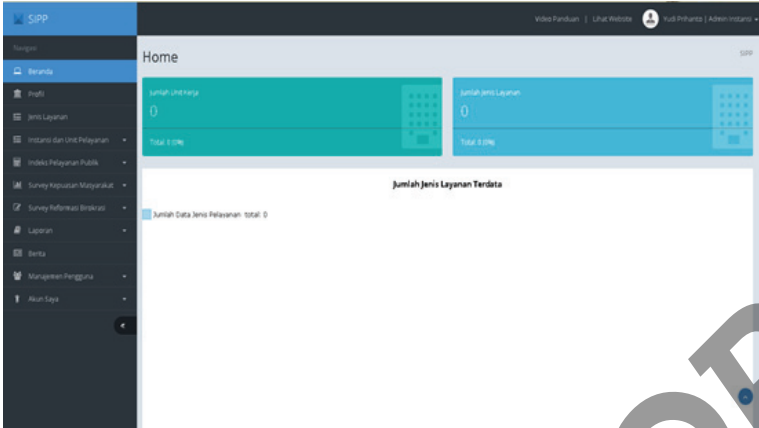 SIPP
Video Panduan | Lihat Website Yudi Prihanto | Admin Instansi
Navigasi
Home
SIPP
Beranda
Profil
Jenis Layanan
Instansi dan Unit Pelayanan
Indeks Pelayanan Publik
Survey Kepuasan Masyarakat
Survey Reformasi Birokrasi
Laporan
Berita
Manajemen Pengguna
Akun Saya
Jumlah Unit Kerja
0
Total: 0 (0%)
Jumlah Jenis Layanan
0
Total: 0 (0%)
Jumlah Jenis Layanan Terdata
Jumlah Data Jenis Pelayanan total: 0